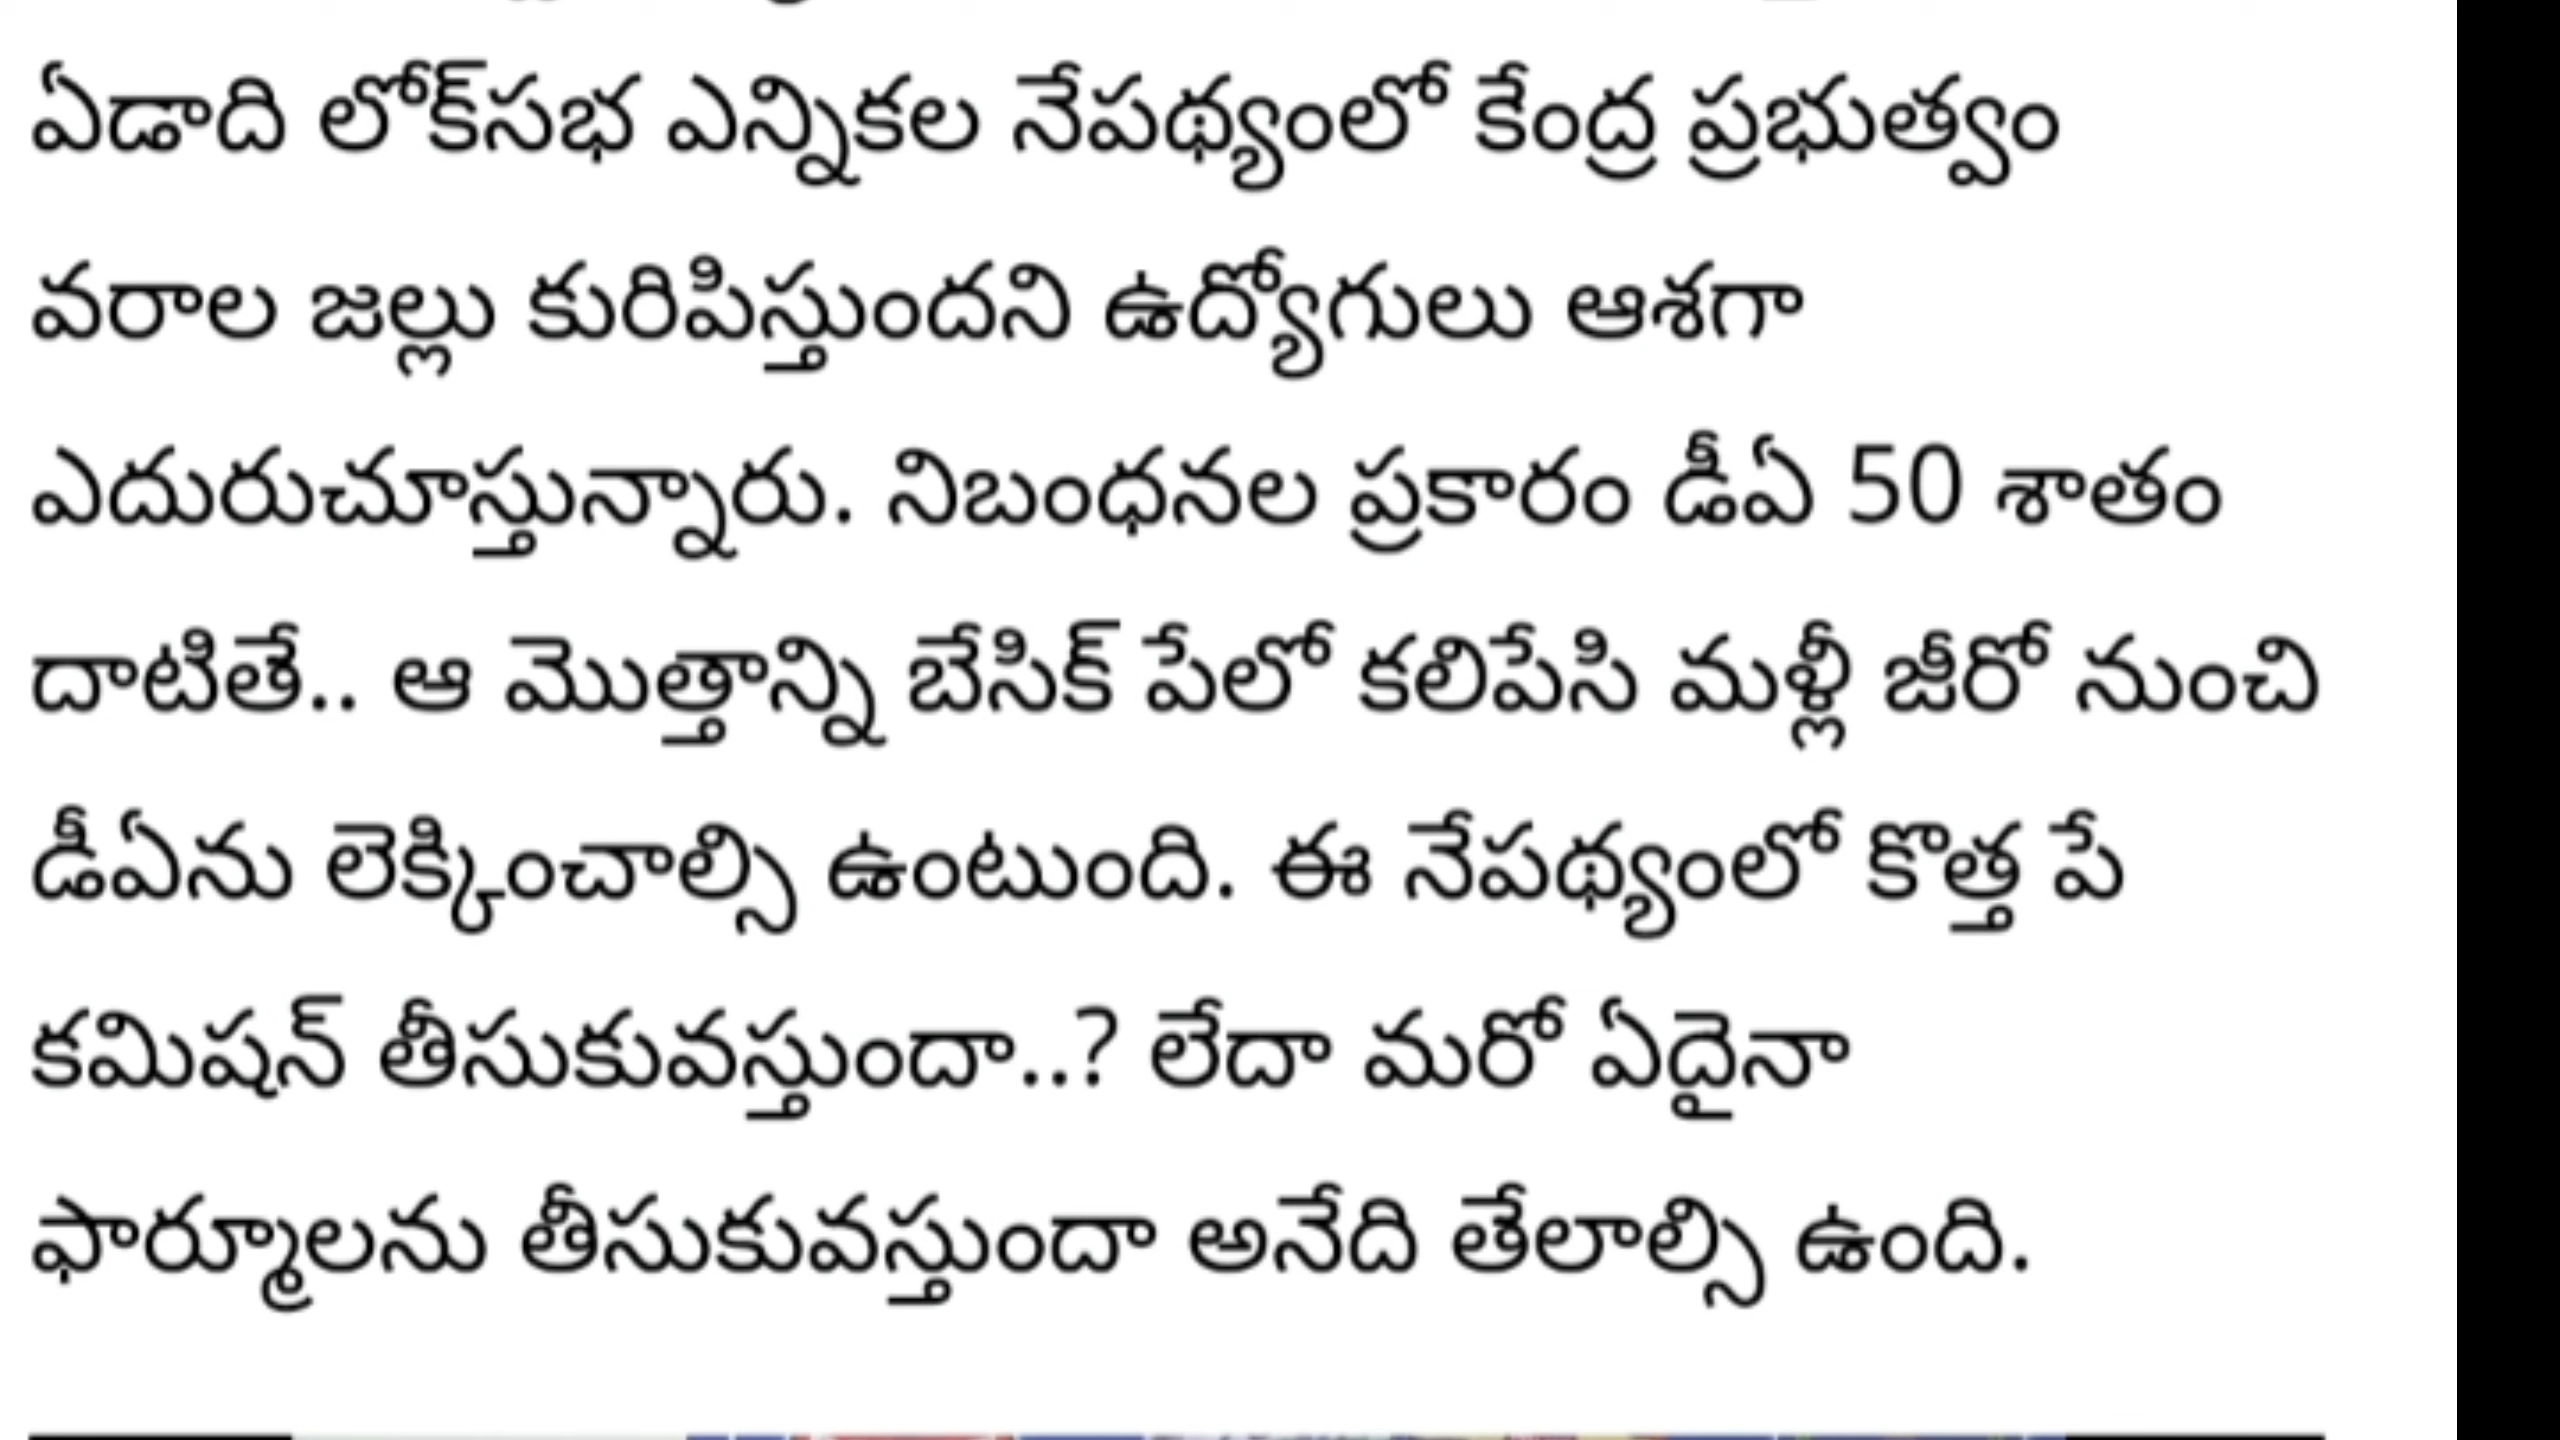 ఏడాది లోక్‌సభ ఎన్నికల నేపథ్యంలో కేంద్ర ప్రభుత్వం
వరాల జల్లు కురిపిస్తుందని ఉద్యోగులు ఆశగా
ఎదురుచూస్తున్నారు. నిబంధనల ప్రకారం డీఏ 50 శాతం
దాటితే.. ఆ మొత్తాన్ని బేసిక్ పేలో కలిపేసి మళ్లీ జీరో నుంచి
డీఏను లెక్కించాల్సి ఉంటుంది. ఈ నేపథ్యంలో కొత్త పే
కమిషన్ తీసుకువస్తుందా..? లేదా మరో ఏదైనా
ఫార్మూలను తీసుకువస్తుందా అనేది తేలాల్సి ఉంది.